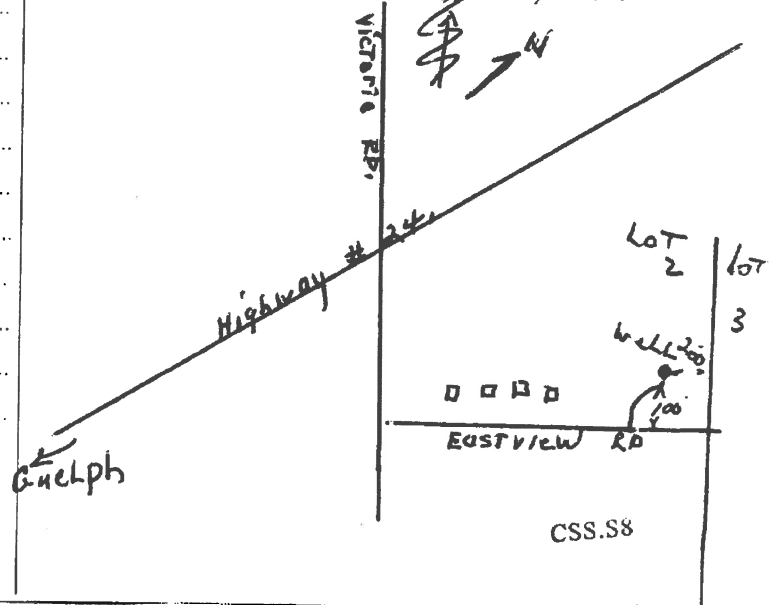 N
Victoria RD.
Highway # 24.
LOT
2
LOT
3
WELL 200'
100'
EASTVIEW RD
GueLph
CSS.S8